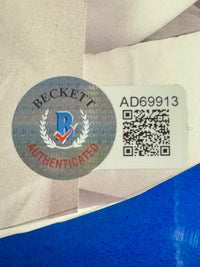 BECKETT
B
AUTHENTICATED
AD69913